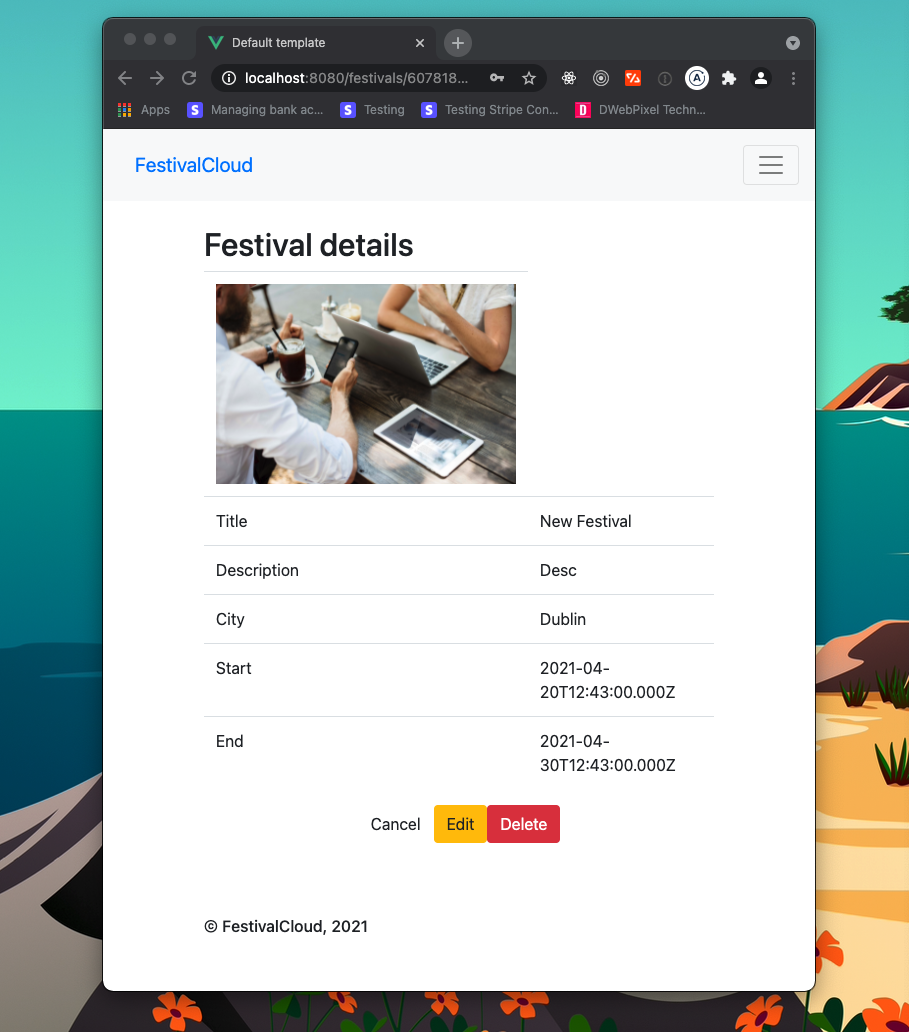 Default template
localhost:8080/festivals/607818...
Apps
S Managing bank ac...
S Testing
S Testing Stripe Con...
D DWebPixel Techn...
FestivalCloud
Festival details
Title New Festival
Description Desc
City Dublin
Start 2021-04-
20T12:43:00.000Z
End 2021-04-
30T12:43:00.000Z
Cancel Edit Delete
© FestivalCloud, 2021